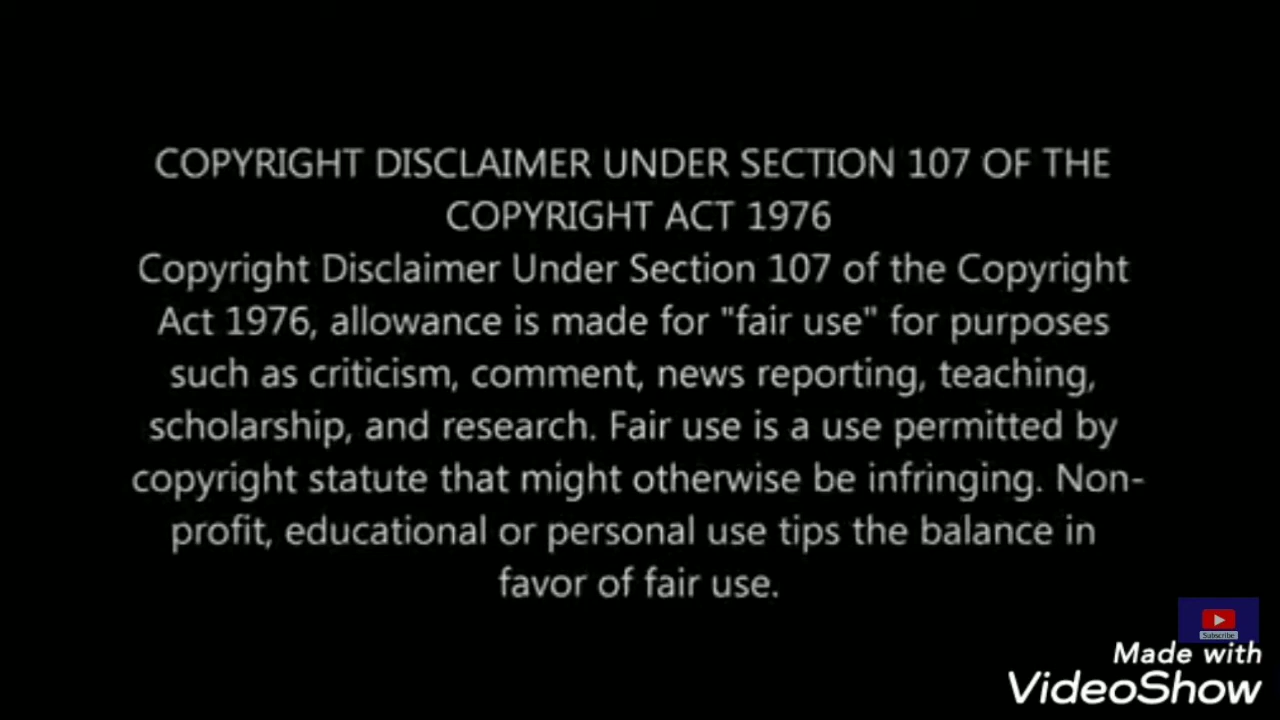 COPYRIGHT DISCLAIMER UNDER SECTION 107 OF THE
COPYRIGHT ACT 1976
Copyright Disclaimer Under Section 107 of the Copyright
Act 1976, allowance is made for "fair use" for purposes
such as criticism, comment, news reporting, teaching,
scholarship, and research. Fair use is a use permitted by
copyright statute that might otherwise be infringing. Non-
profit, educational or personal use tips the balance in
favor of fair use.
Subscribe
Made with
VideoShow